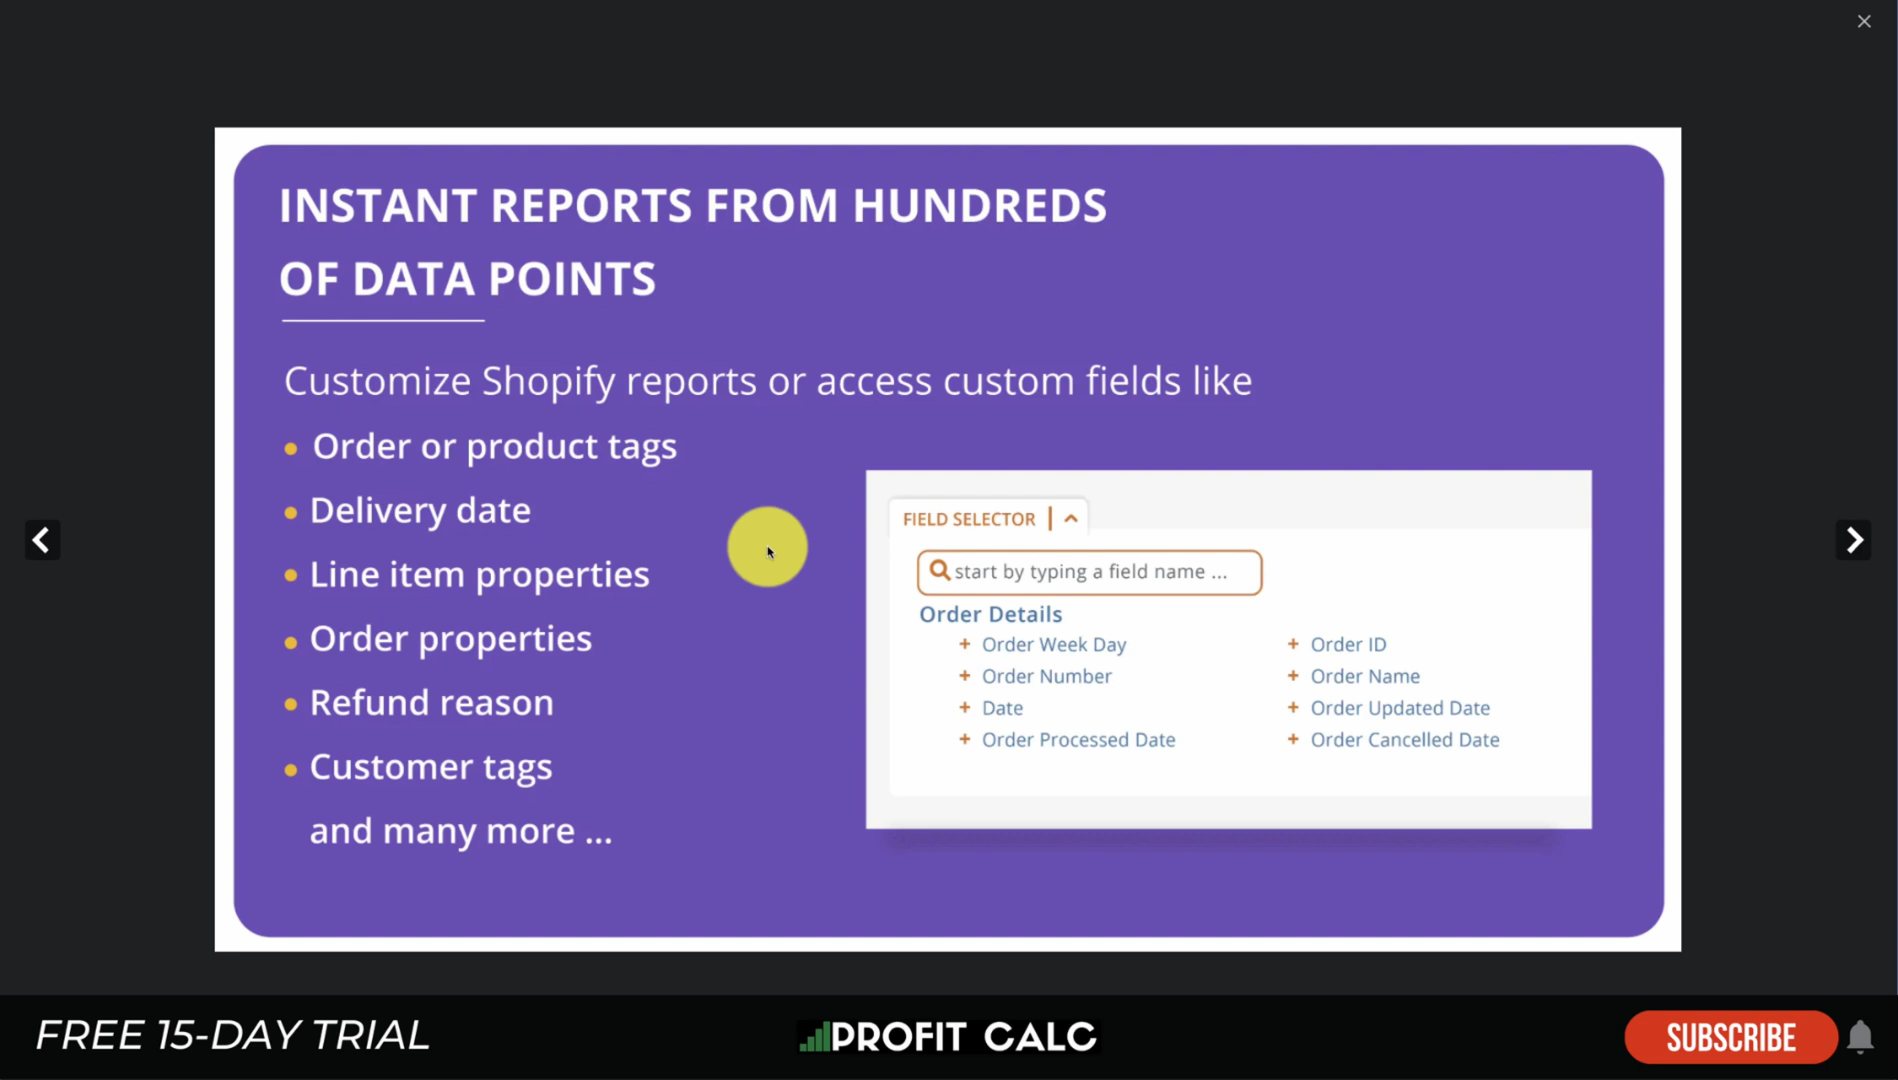 INSTANT REPORTS FROM HUNDREDS
OF DATA POINTS
Customize Shopify reports or access custom fields like
Order or product tags
Delivery date
Line item properties
Order properties
Refund reason
Customer tags
and many more ...
FIELD SELECTOR
start by typing a field name ...
Order Details
+ Order Week Day
+ Order ID
+ Order Number
+ Order Name
+ Date
+ Order Updated Date
+ Order Processed Date
+ Order Cancelled Date
FREE 15-DAY TRIAL
PROFIT CALC
SUBSCRIBE